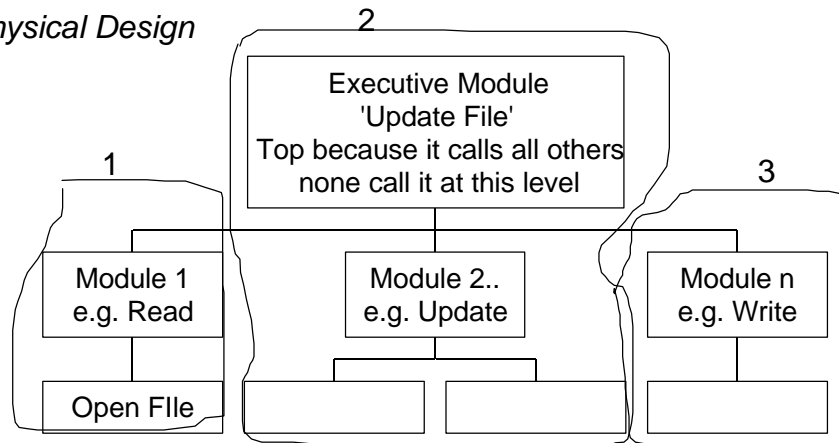 hysical Design
2
Executive Module
'Update File'
Top because it calls all others
none call it at this level
1
3
Module 1
e.g. Read
Module 2..
e.g. Update
Module n
e.g. Write
Open FIle